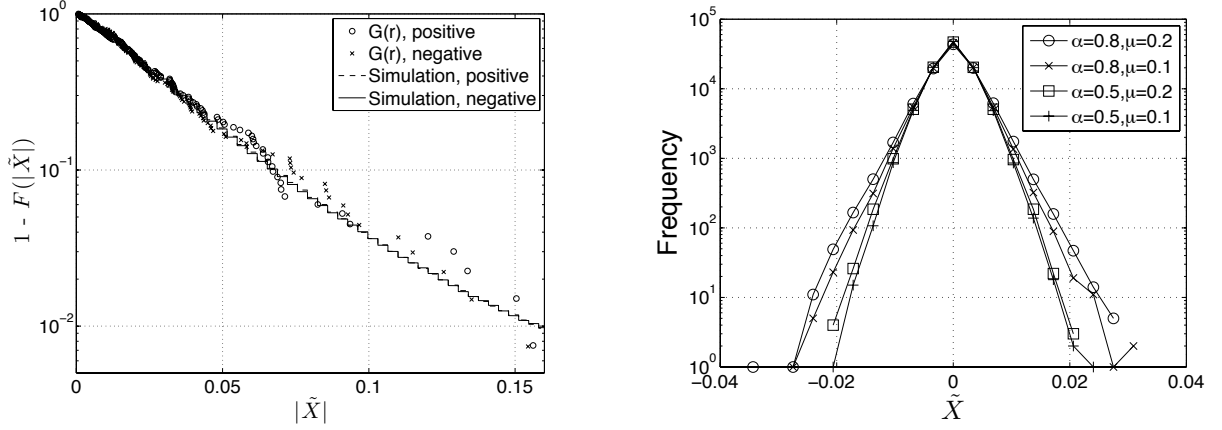 10^0
10^{-1}
10^{-2}
1 - F(|X̃|)
0
0.05
0.1
0.15
|X̃|
G(r), positive
G(r), negative
Simulation, positive
Simulation, negative
10^5
10^4
10^3
10^2
10^1
10^0
Frequency
−0.04
−0.02
0
0.02
0.04
X̃
α=0.8,μ=0.2
α=0.8,μ=0.1
α=0.5,μ=0.2
α=0.5,μ=0.1